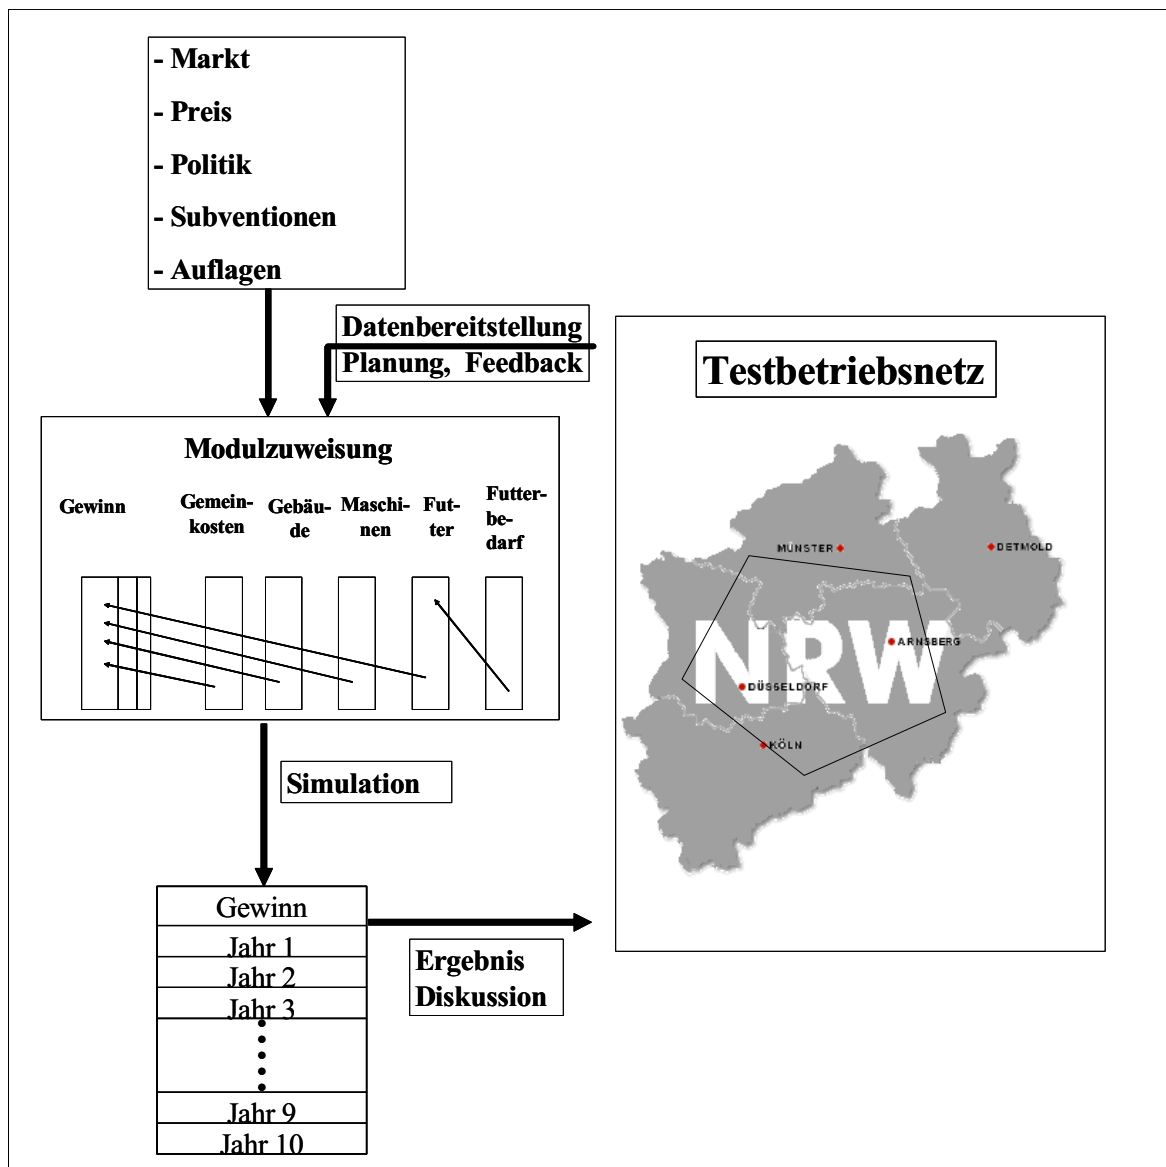 - Markt
- Preis
- Politik
- Subventionen
- Auflagen
Datenbereitstellung
Planung, Feedback
Testbetriebsnetz
Modulzuweisung
Gewinn
Gemein-
kosten
Gebäu-
de
Maschi-
nen
Fut-
ter
Futter-
be-
darf
MÜNSTER
DETMOLD
NRW
ARNSBERG
DÜSSELDORF
KÖLN
Simulation
Gewinn
Jahr 1
Jahr 2
Jahr 3
Jahr 9
Jahr 10
Ergebnis
Diskussion